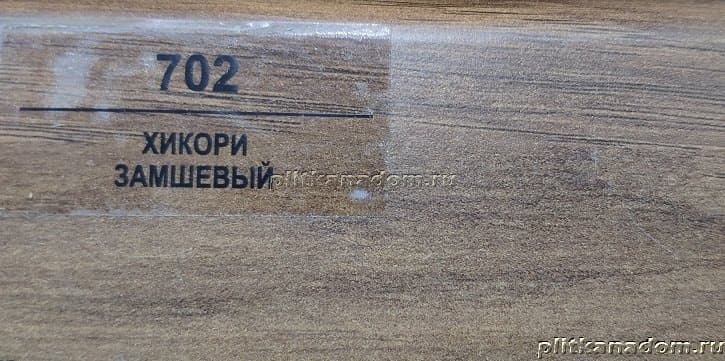 702
ХИКОРИ
ЗАМШЕВЫЙ
plitkanadom.ru
plitkanadom.ru